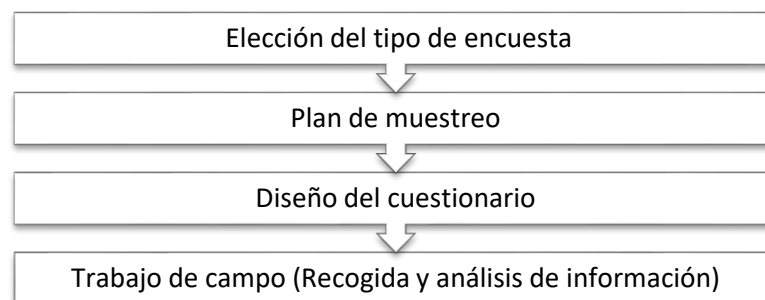 Elección del tipo de encuesta
Plan de muestreo
Diseño del cuestionario
Trabajo de campo (Recogida y análisis de información)